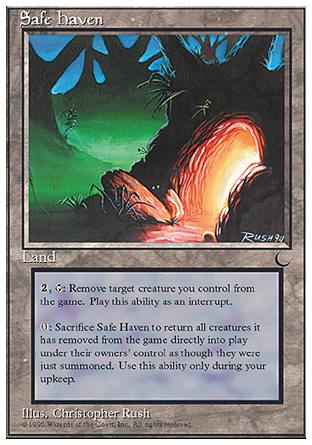 Safe Haven
RUSH94
Land
2, : Remove target creature you control
from the game. Play this ability as an interrupt.
0: Sacrifice Safe Haven to return all creatures it
has removed from the game directly into play
under their owners' control as though they were
just summoned. Use this ability only during your
upkeep.
Illus. Christopher Rush
© 1995 Wizards of the Coast, Inc. All rights reserved.